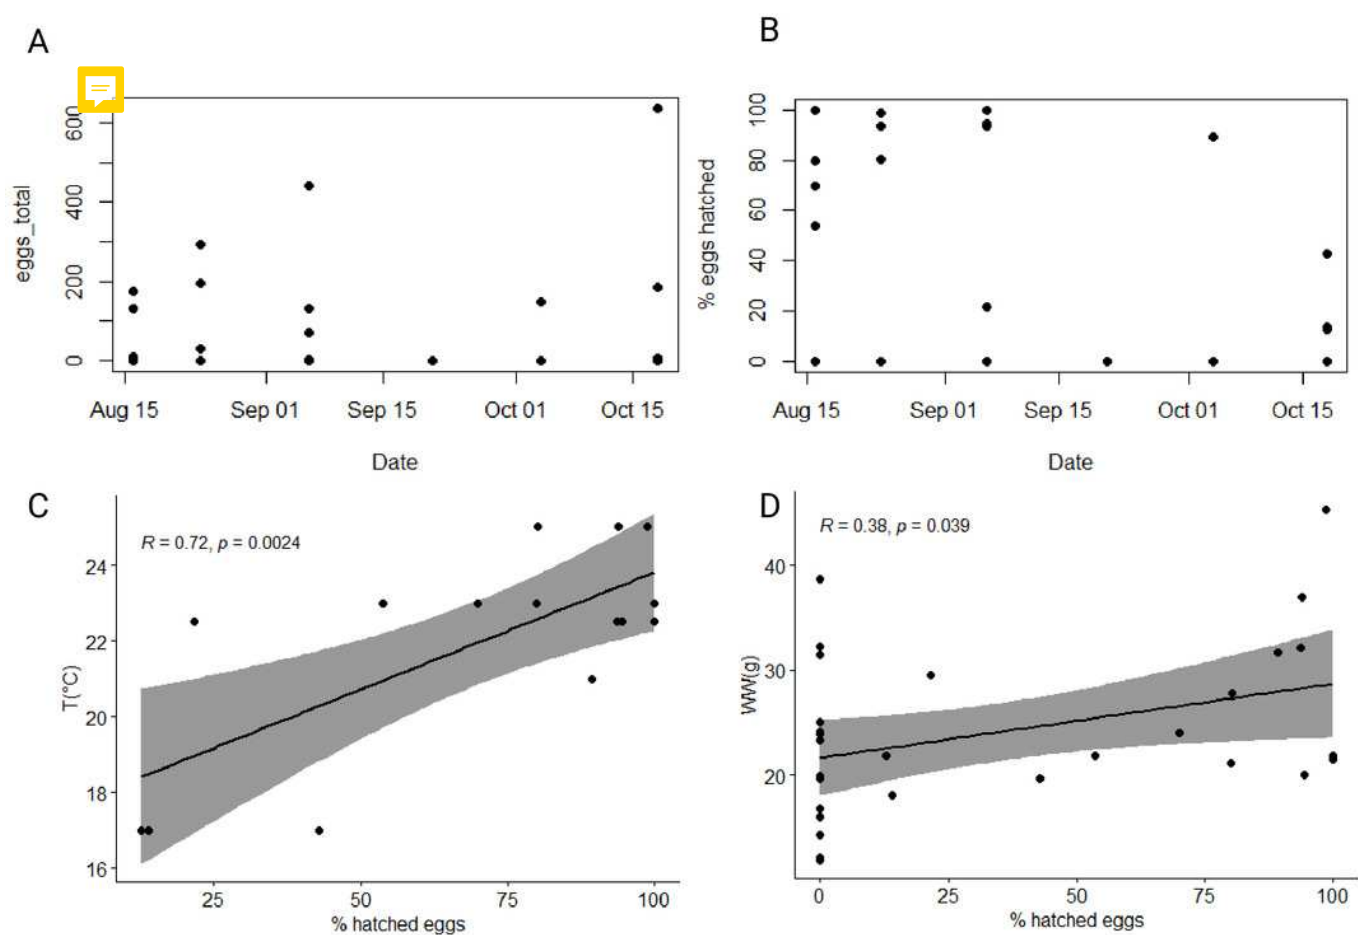 A
eggs_total
600
400
200
0
Aug 15 Sep 01 Sep 15 Oct 01 Oct 15
Date
B
% eggs hatched
100
80
60
40
20
0
Aug 15 Sep 01 Sep 15 Oct 01 Oct 15
Date
C
R = 0.72, p = 0.0024
T(°C)
24
22
20
18
16
25 50 75 100
% hatched eggs
D
R = 0.38, p = 0.039
WW(g)
40
30
20
0 25 50 75 100
% hatched eggs